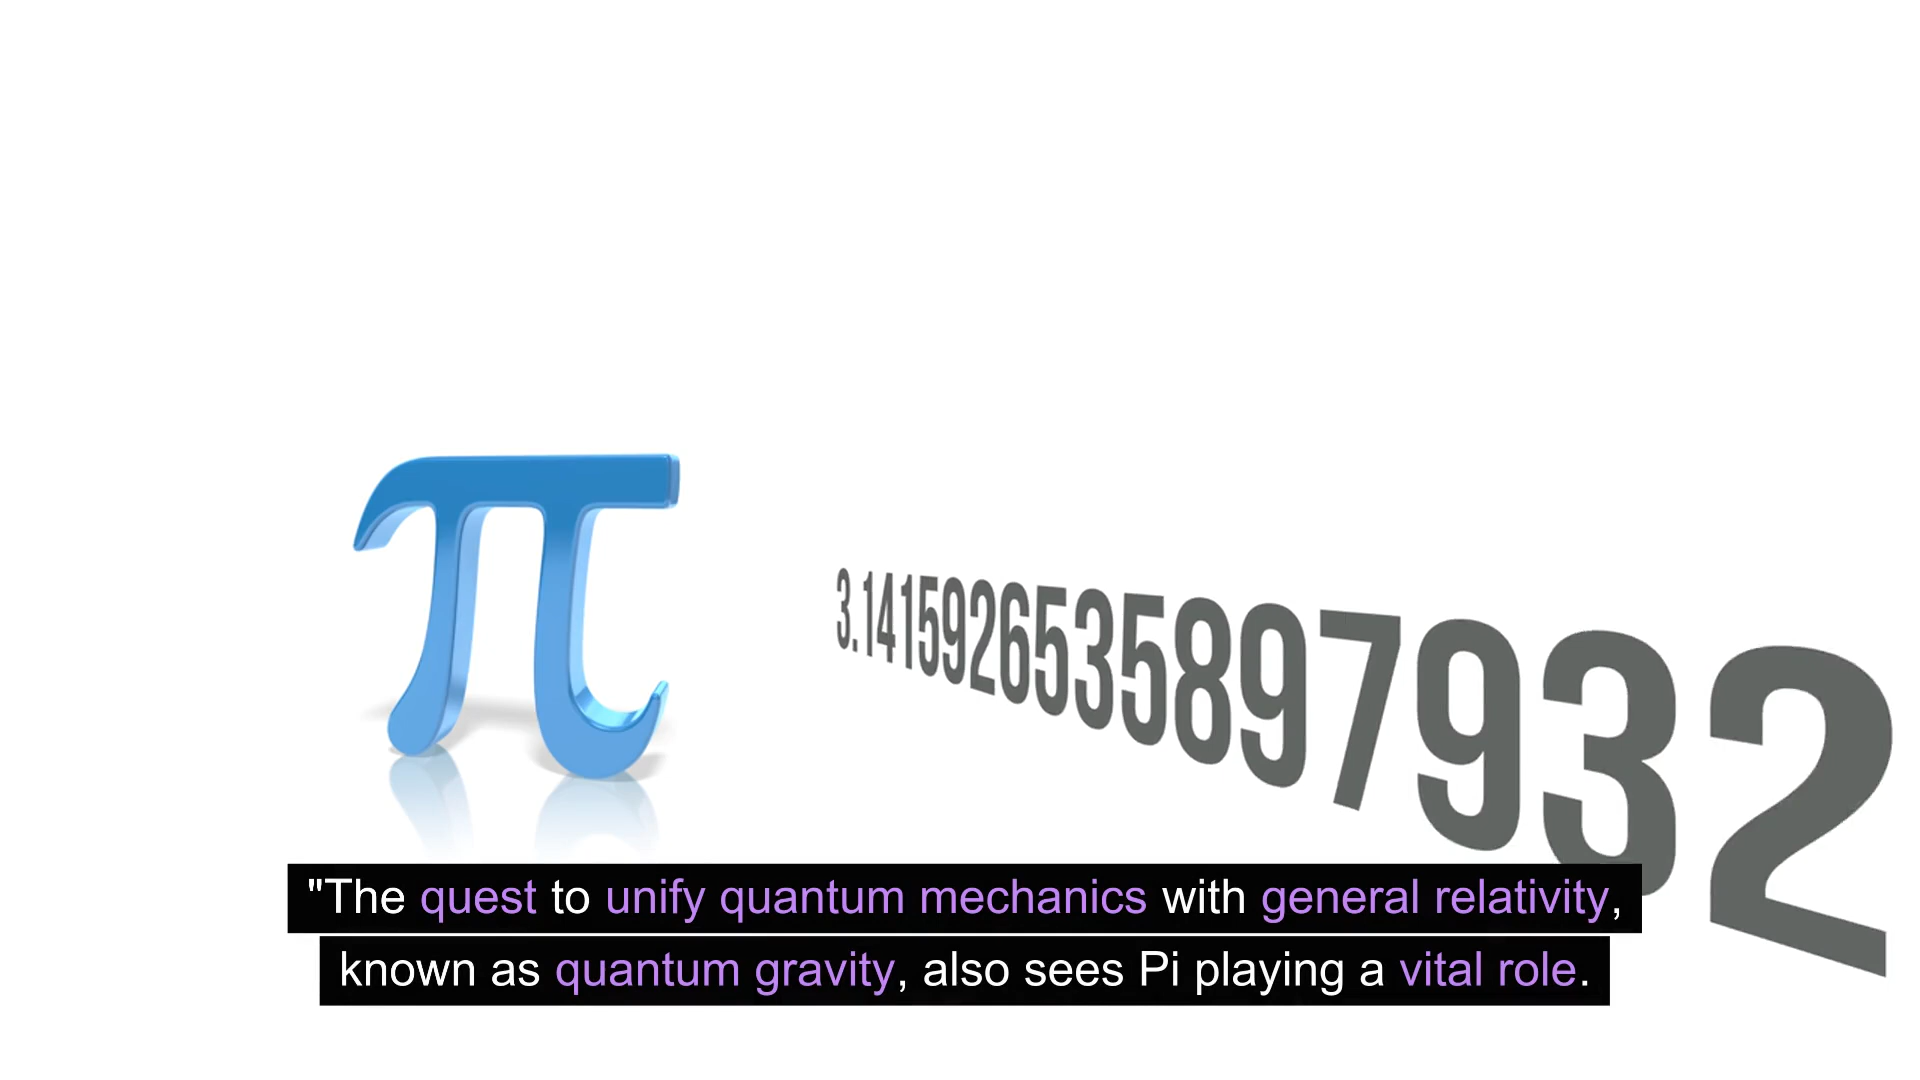 π
3.1415926535897932
"The quest to unify quantum mechanics with general relativity,
known as quantum gravity, also sees Pi playing a vital role.